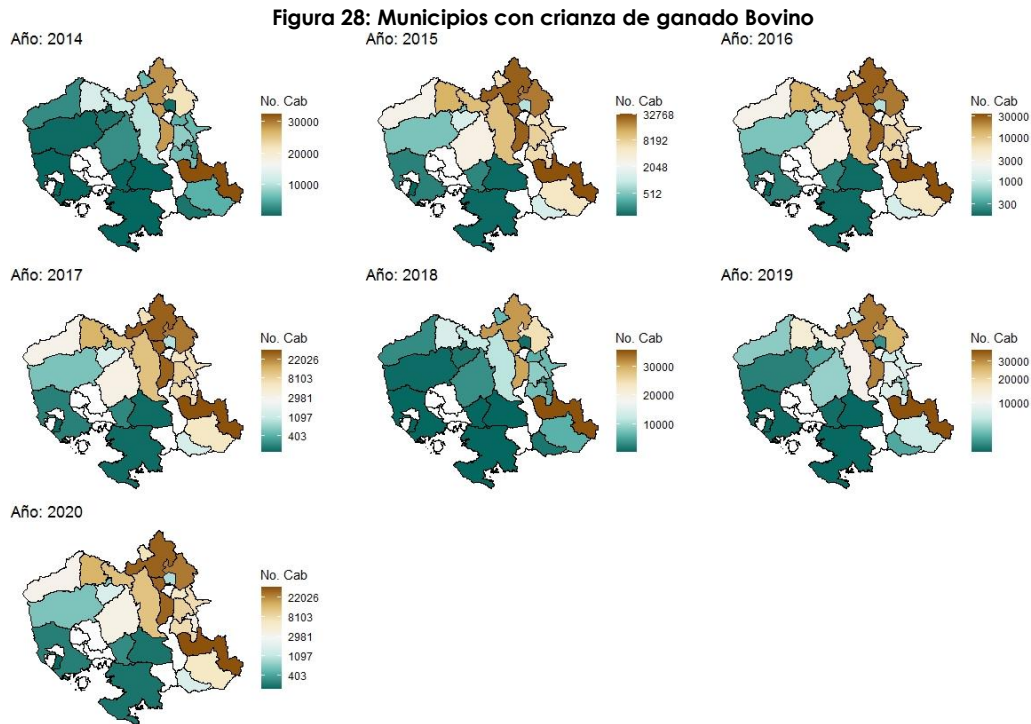 Figura 28: Municipios con crianza de ganado Bovino
Año: 2014
No. Cab
30000
20000
10000
Año: 2015
No. Cab
32768
8192
2048
512
Año: 2016
No. Cab
30000
10000
3000
1000
300
Año: 2017
No. Cab
22026
8103
2981
1097
403
Año: 2018
No. Cab
30000
20000
10000
Año: 2019
No. Cab
30000
20000
10000
Año: 2020
No. Cab
22026
8103
2981
1097
403